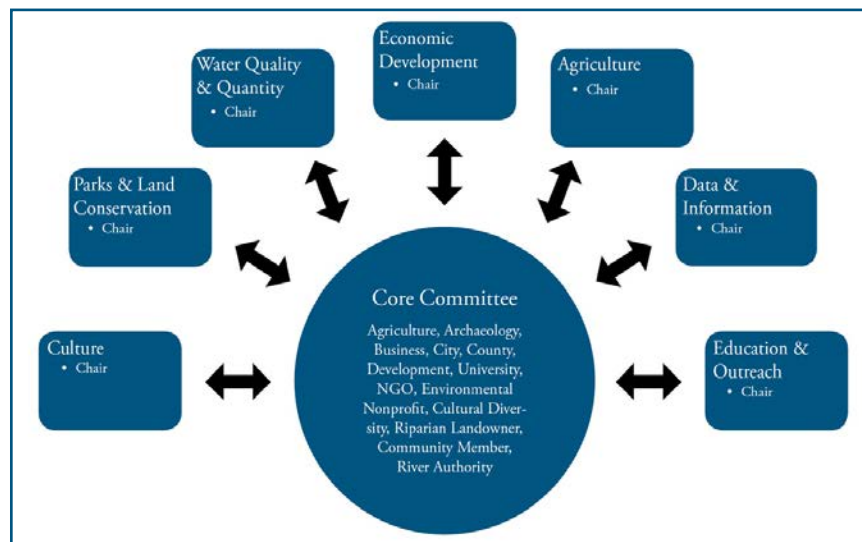 Economic
Development
• Chair
Water Quality
& Quantity
• Chair
Agriculture
• Chair
Parks & Land
Conservation
• Chair
Data &
Information
• Chair
Culture
• Chair
Core Committee
Agriculture, Archaeology,
Business, City, County,
Development, University,
NGO, Environmental
Nonprofit, Cultural Diver-
sity, Riparian Landowner,
Community Member,
River Authority
Education &
Outreach
• Chair